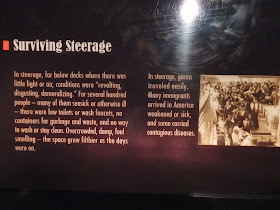 Surviving Steerage
In steerage, far below decks where there was
little light or air, conditions were "revolting,
disgusting, demoralizing." For several hundred
people – many of them seasick or otherwise ill
– there were few toilets or wash faucets, no
containers for garbage and waste, and no way
to wash or stay clean. Overcrowded, damp, foul
smelling – the space grew filthier as the days
wore on.
In steerage, germs
traveled easily.
Many immigrants
arrived in America
weakened or sick,
and some carried
contagious diseases.